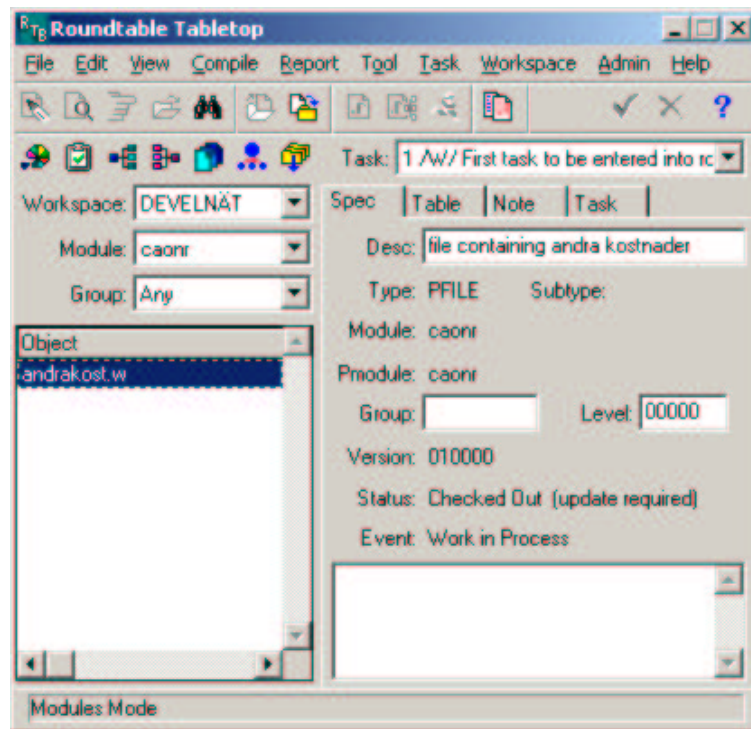 RTB Roundtable Tabletop
File Edit View Compile Report Tool Task Workspace Admin Help
Task: 1 /W/ First task to be entered into rc
Workspace: DEVELNÄT
Module: caonr
Group: Any
Object
andrakost.w
Spec Table Note Task
Desc: file containing andra kostnader
Type: PFILE Subtype:
Module: caonr
Pmodule: caonr
Group: Level: 00000
Version: 010000
Status: Checked Out (update required)
Event: Work in Process
Modules Mode